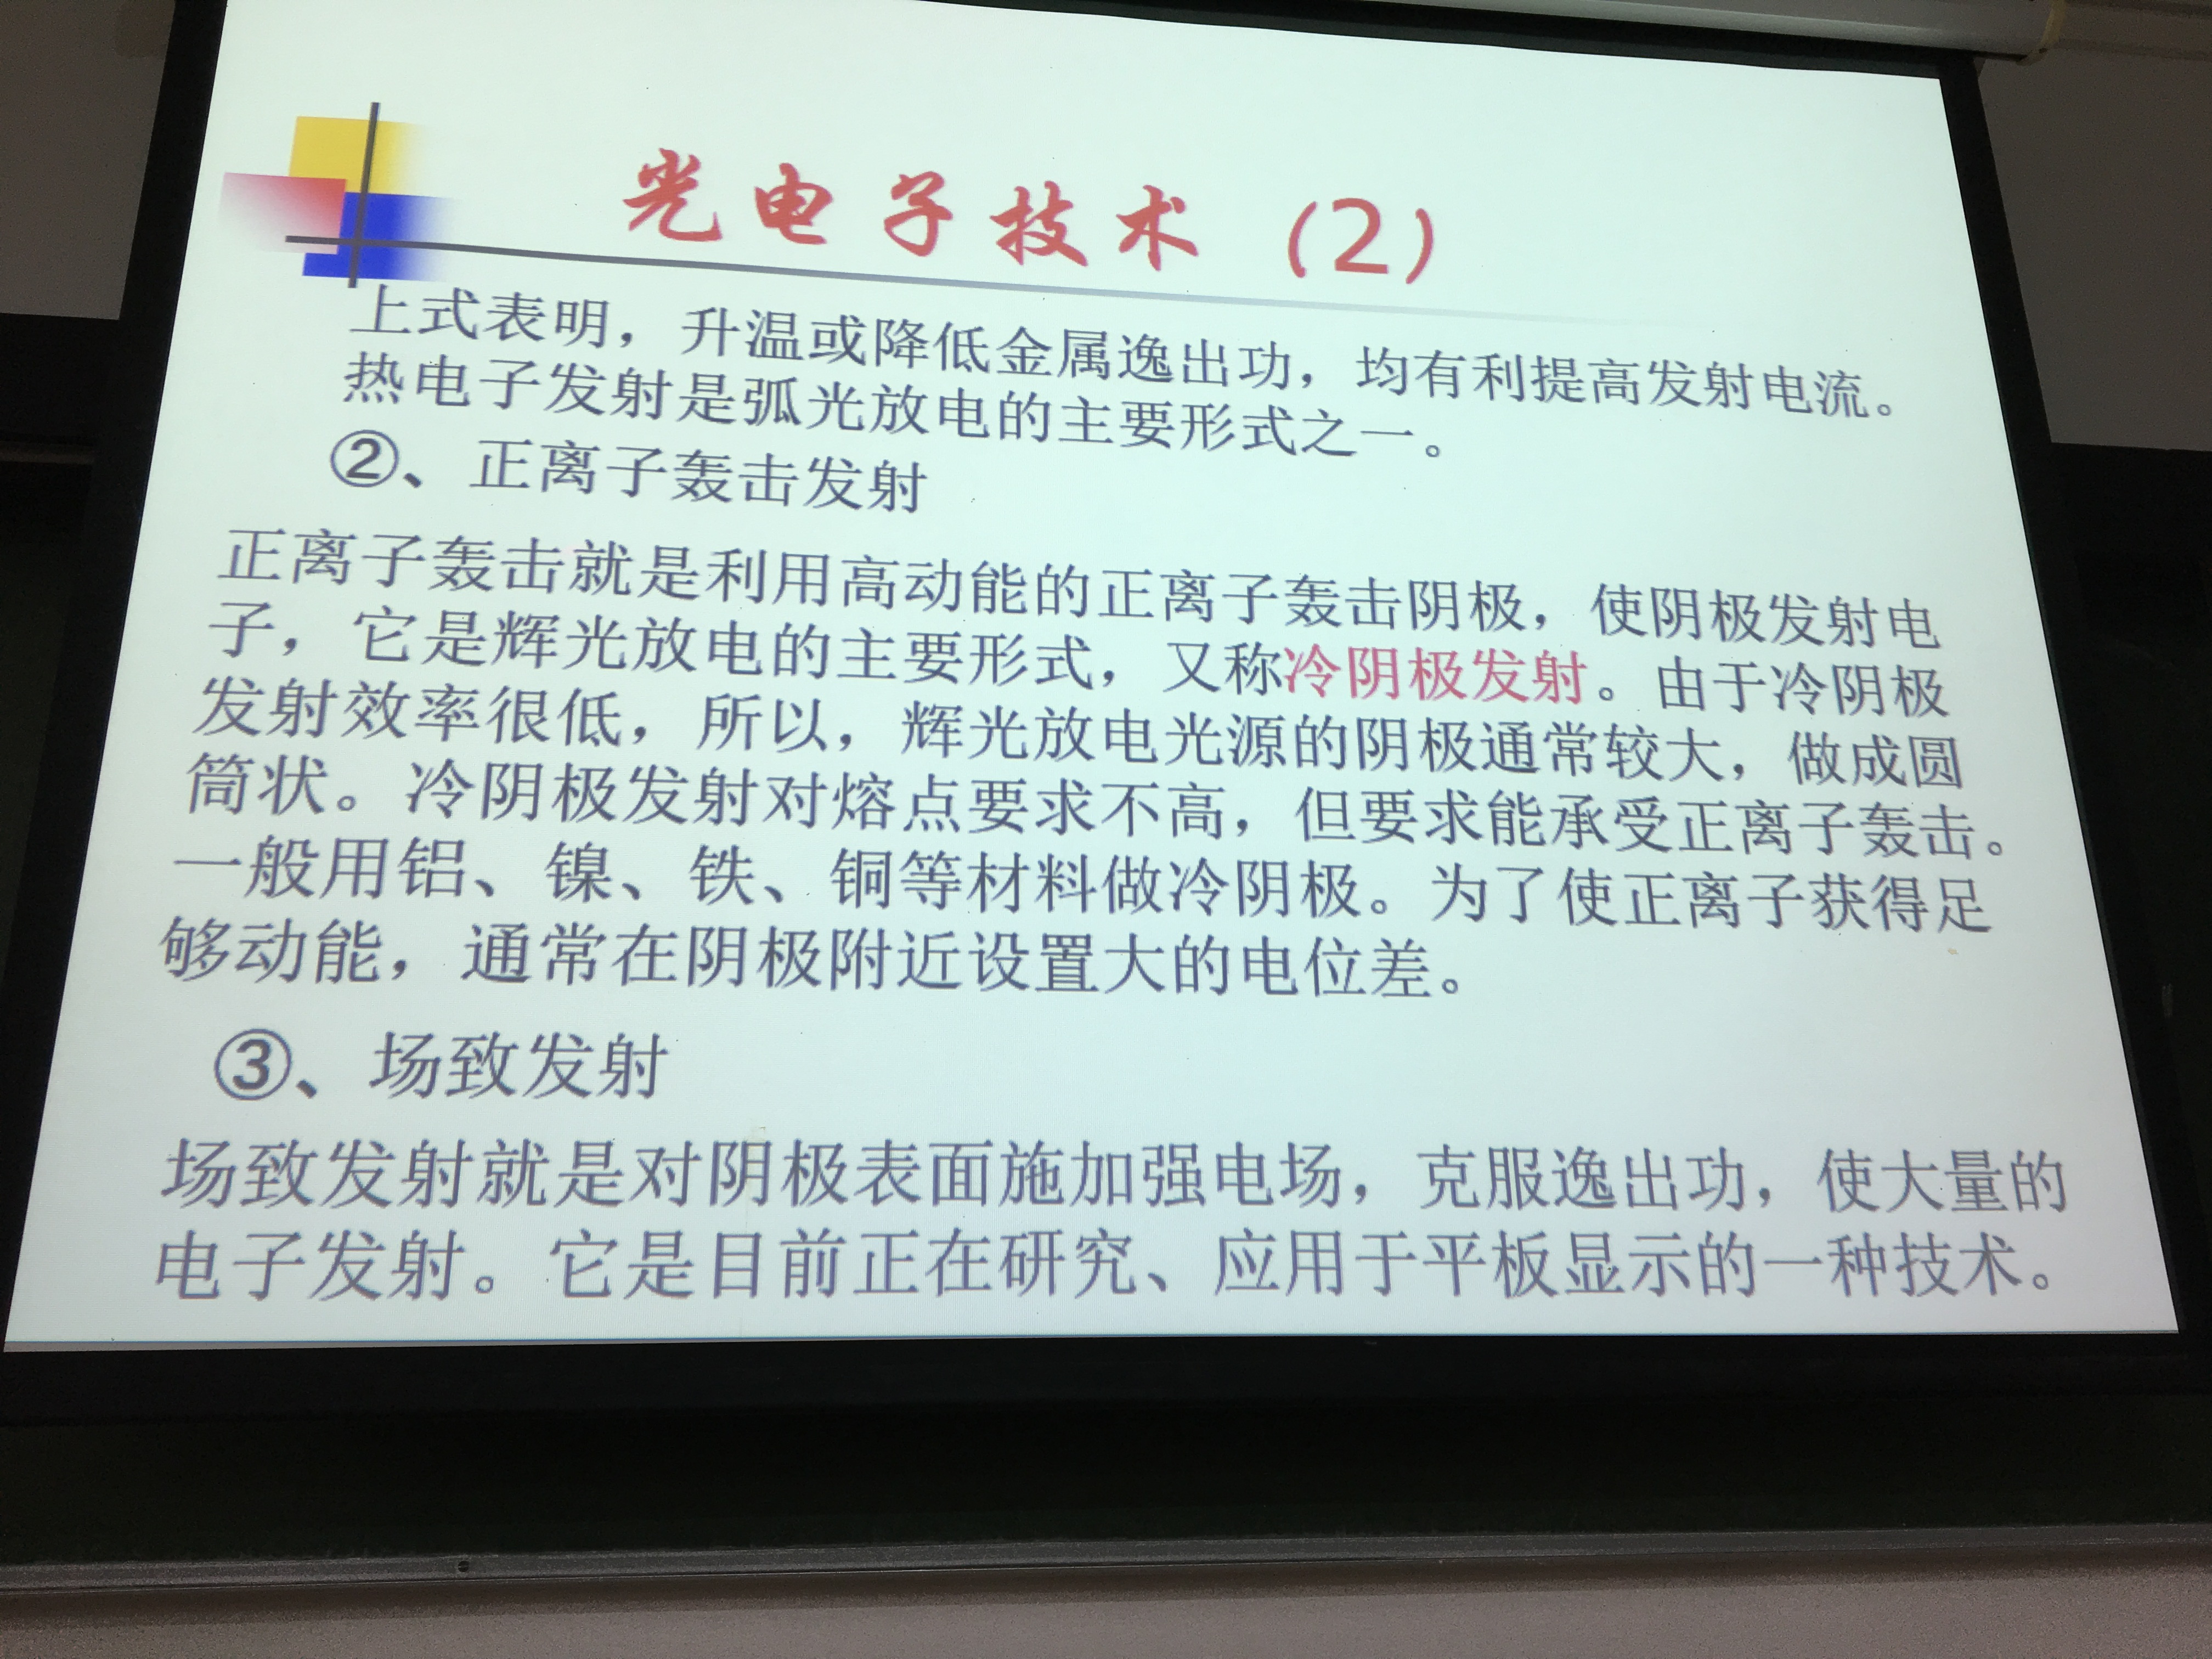 光电子技术（2）
上式表明，升温或降低金属逸出功，均有利提高发射电流。
热电子发射是弧光放电的主要形式之一。
②、正离子轰击发射
正离子轰击就是利用高动能的正离子轰击阴极，使阴极发射电
子，它是辉光放电的主要形式，又称冷阴极发射。由于冷阴极
发射效率很低，所以，辉光放电光源的阴极通常较大，做成圆
筒状。冷阴极发射对熔点要求不高，但要求能承受正离子轰击。
一般用铝、镍、铁、铜等材料做冷阴极。为了使正离子获得足
够动能，通常在阴极附近设置大的电位差。
③、场致发射
场致发射就是对阴极表面施加强电场，克服逸出功，使大量的
电子发射。它是目前正在研究、应用于平板显示的一种技术。